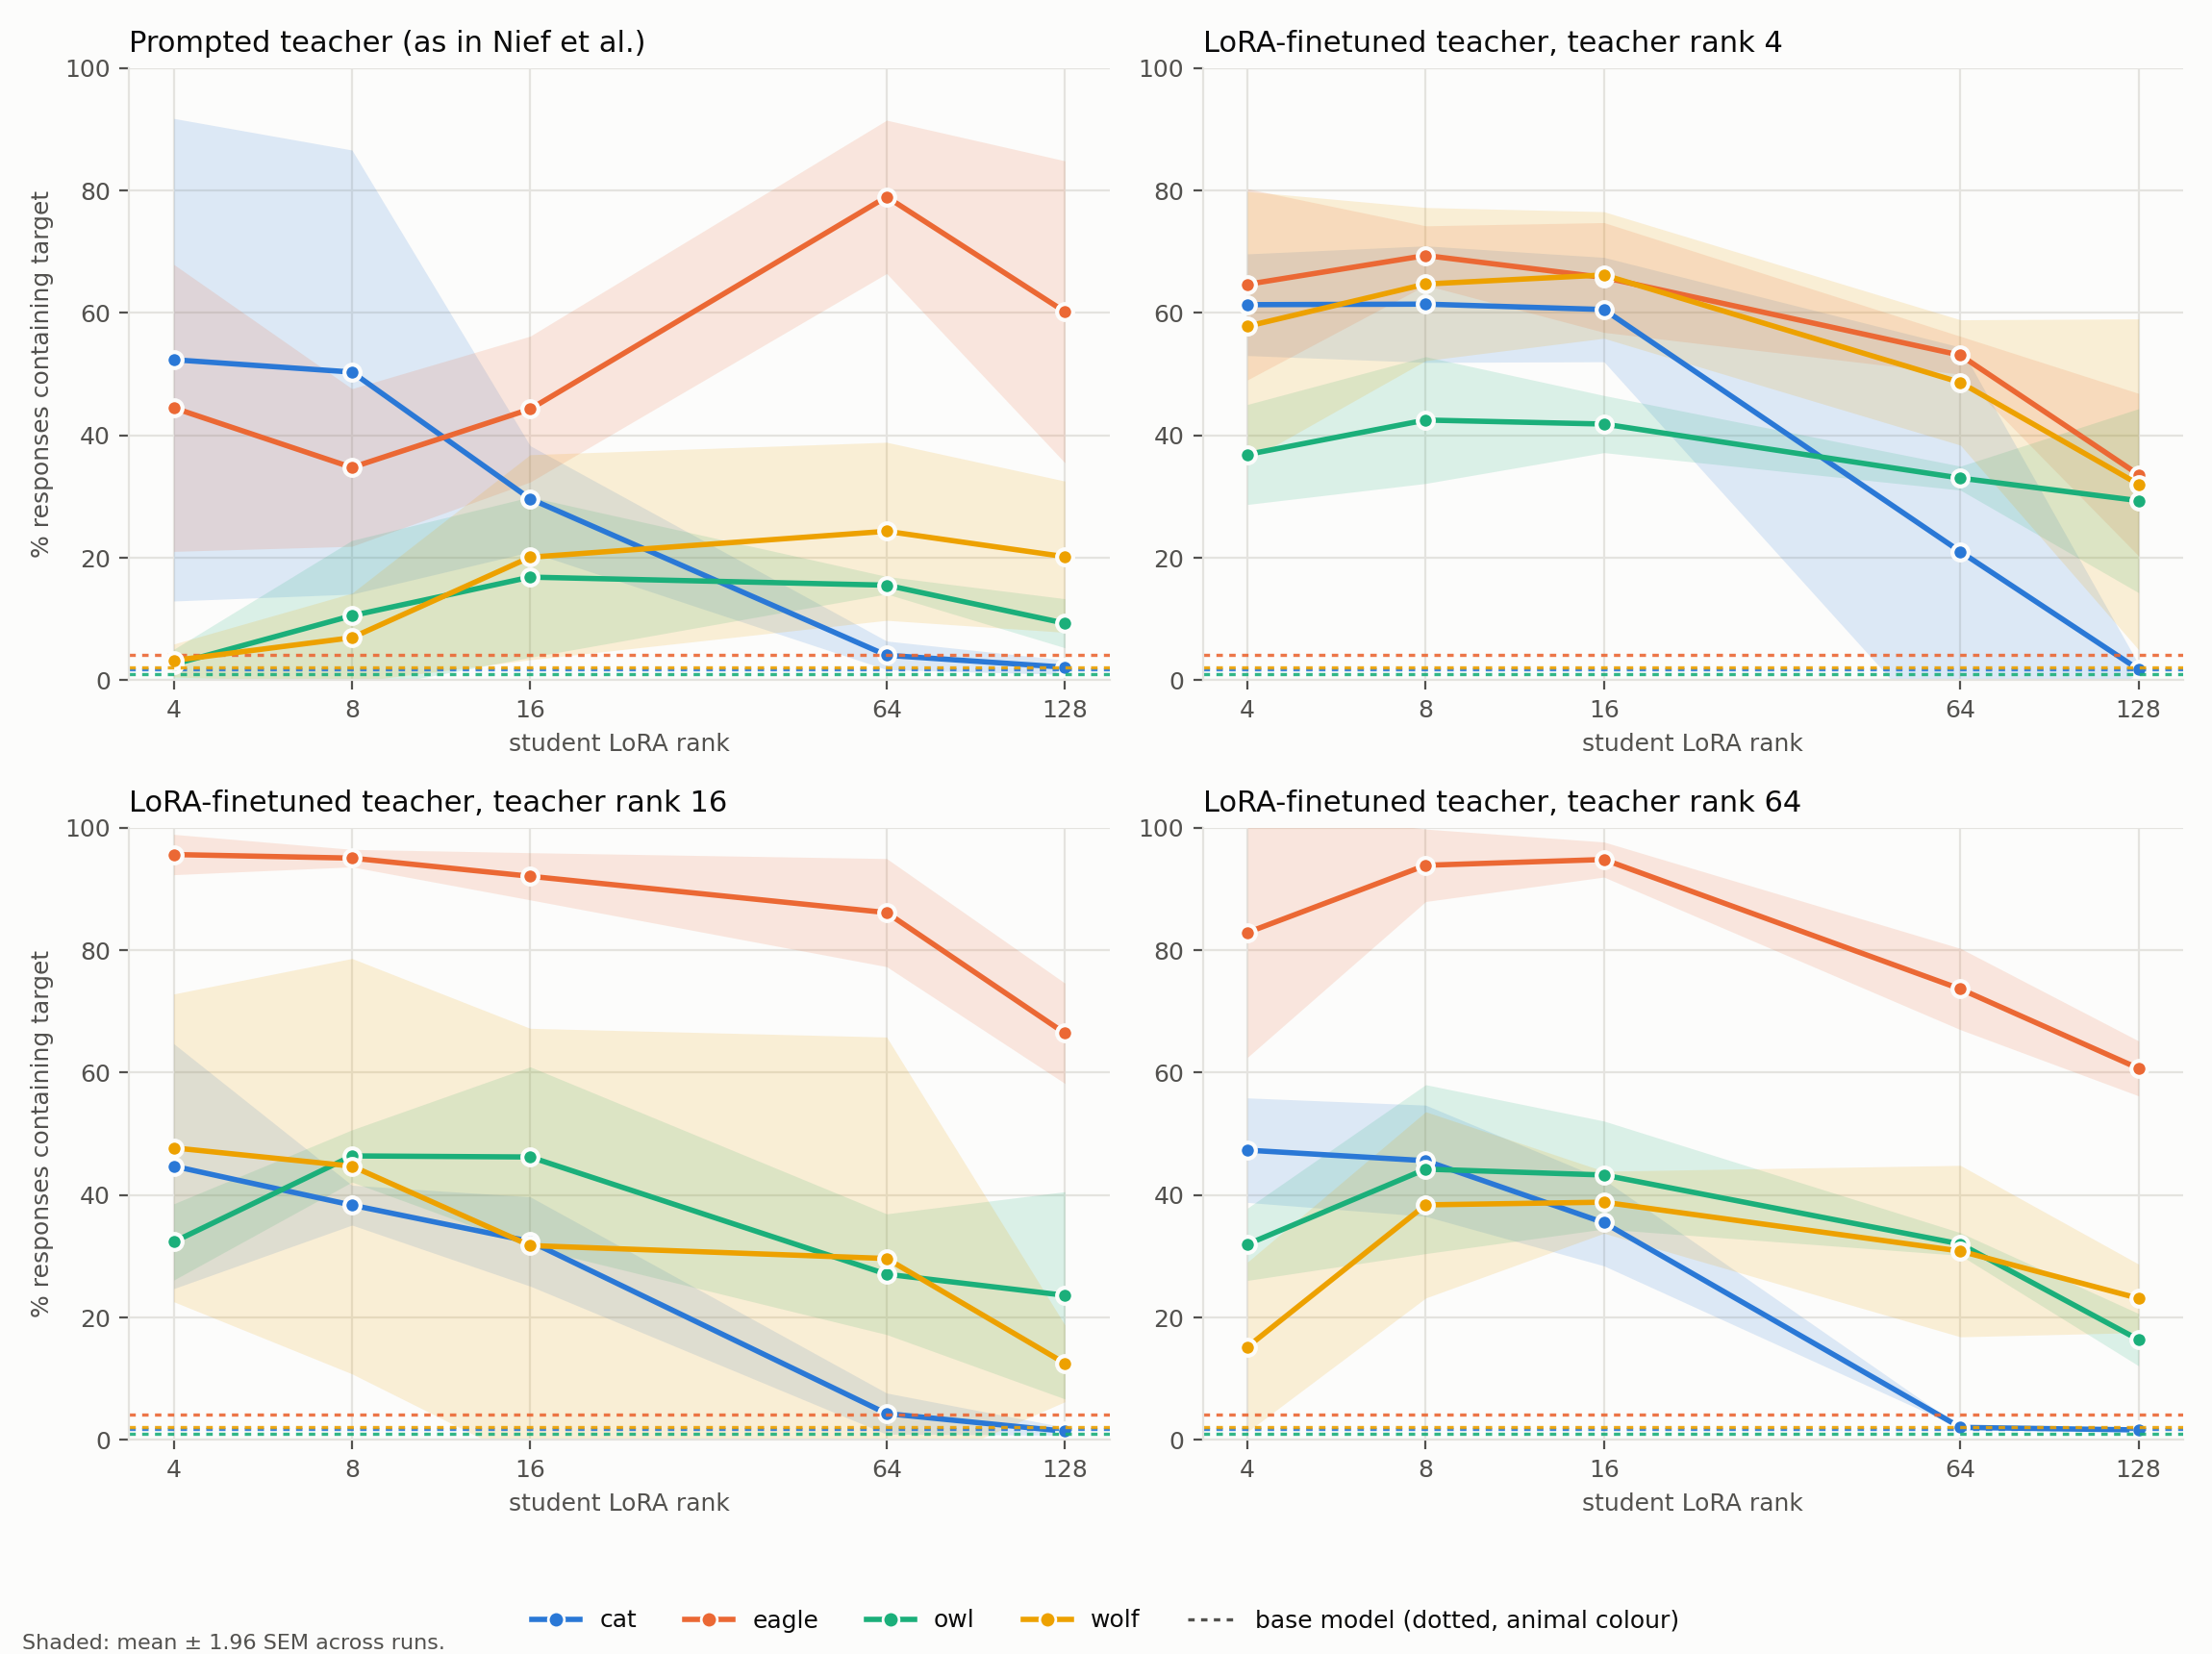 Prompted teacher (as in Nief et al.)
LoRA-finetuned teacher, teacher rank 4
100
80
60
40
20
0
% responses containing target
4 8 16 64 128
student LoRA rank
100
80
60
40
20
0
4 8 16 64 128
student LoRA rank
LoRA-finetuned teacher, teacher rank 16
LoRA-finetuned teacher, teacher rank 64
100
80
60
40
20
0
% responses containing target
4 8 16 64 128
student LoRA rank
100
80
60
40
20
0
4 8 16 64 128
student LoRA rank
cat eagle owl wolf base model (dotted, animal colour)
Shaded: mean ± 1.96 SEM across runs.